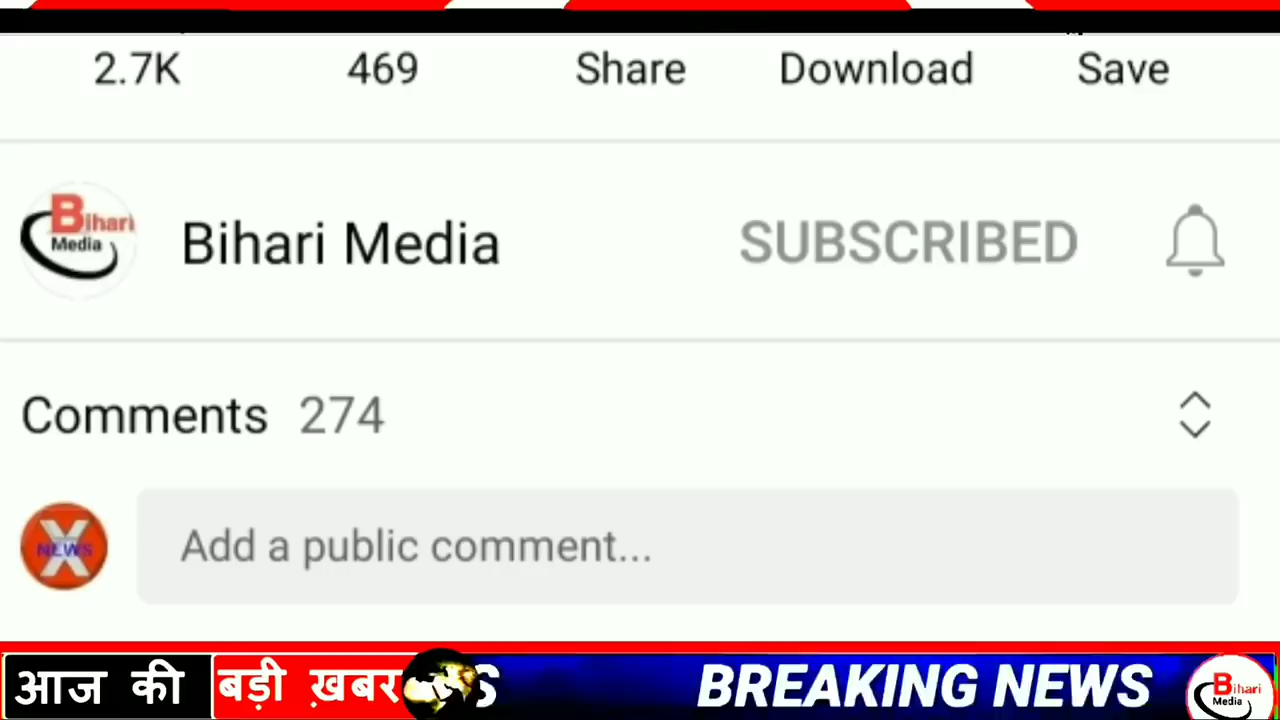 2.7K 469 Share Download Save
Bihari Media
Bihari Media SUBSCRIBED
Comments 274
NEWS X
Add a public comment...
आज की बड़ी ख़बर S BREAKING NEWS
Bihari Media